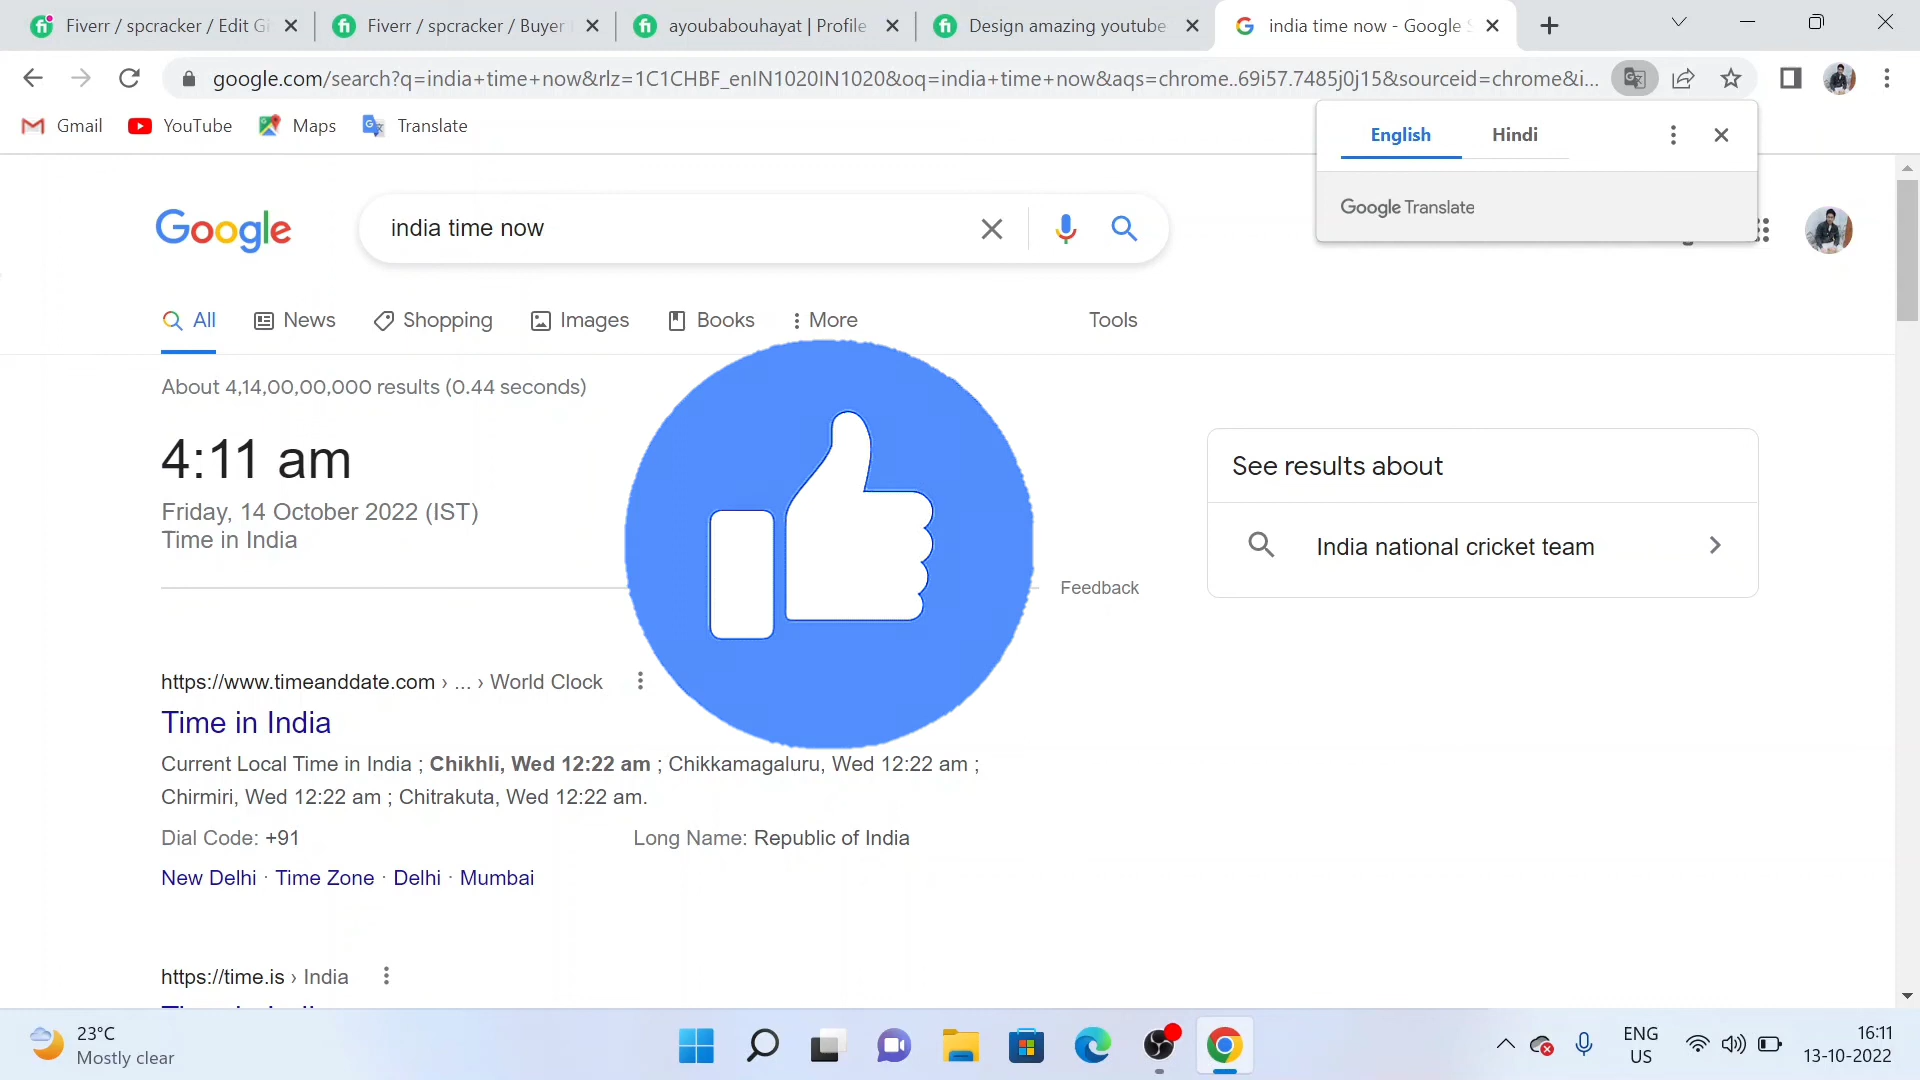 Fiverr / spcracker / Edit Gi
Fiverr / spcracker / Buyer
ayoubabouhayat | Profile
Design amazing youtube
india time now - Google S
google.com/search?q=india+time+now&rlz=1C1CHBF_enIN1020IN1020&oq=india+time+now&aqs=chrome..69i57.7485j0j15&sourceid=chrome&i...
Gmail
YouTube
Maps
Translate
English
Hindi
Google Translate
Google
india time now
All
News
Shopping
Images
Books
More
Tools
About 4,14,00,00,000 results (0.44 seconds)
4:11 am
Friday, 14 October 2022 (IST)
Time in India
Feedback
See results about
India national cricket team
https://www.timeanddate.com › ... › World Clock
Time in India
Current Local Time in India ; Chikhli, Wed 12:22 am ; Chikkamagaluru, Wed 12:22 am ;
Chirmiri, Wed 12:22 am ; Chitrakuta, Wed 12:22 am.
Dial Code: +91
Long Name: Republic of India
New Delhi · Time Zone · Delhi · Mumbai
https://time.is › India
23°C
Mostly clear
ENG
US
16:11
13-10-2022